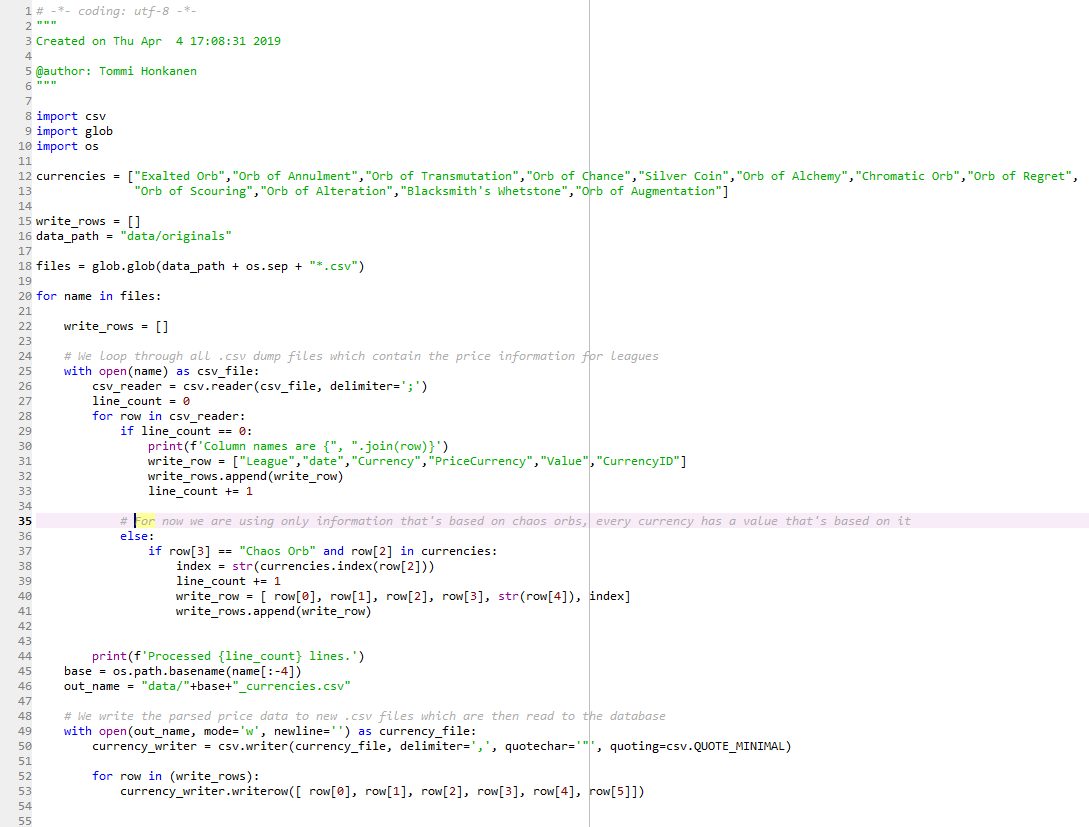 1 # -*- coding: utf-8 -*-
2 """
3 Created on Thu Apr  4 17:08:31 2019
4
5 @author: Tommi Honkanen
6 """
7
8 import csv
9 import glob
10 import os
11
12 currencies = ["Exalted Orb","Orb of Annulment","Orb of Transmutation","Orb of Chance","Silver Coin","Orb of Alchemy","Chromatic Orb","Orb of Regret",
13               "Orb of Scouring","Orb of Alteration","Blacksmith's Whetstone","Orb of Augmentation"]
14
15 write_rows = []
16 data_path = "data/originals"
17
18 files = glob.glob(data_path + os.sep + "*.csv")
19
20 for name in files:
21
22     write_rows = []
23
24     # We loop through all .csv dump files which contain the price information for leagues
25     with open(name) as csv_file:
26         csv_reader = csv.reader(csv_file, delimiter=';')
27         line_count = 0
28         for row in csv_reader:
29             if line_count == 0:
30                 print(f'Column names are {", ".join(row)}')
31                 write_row = ["League","date","Currency","PriceCurrency","Value","CurrencyID"]
32                 write_rows.append(write_row)
33                 line_count += 1
34
35             # For now we are using only information that's based on chaos orbs, every currency has a value that's based on it
36             else:
37                 if row[3] == "Chaos Orb" and row[2] in currencies:
38                     index = str(currencies.index(row[2]))
39                     line_count += 1
40                     write_row = [ row[0], row[1], row[2], row[3], str(row[4]), index]
41                     write_rows.append(write_row)
42
43
44         print(f'Processed {line_count} lines.')
45     base = os.path.basename(name[:-4])
46     out_name = "data/"+base+"_currencies.csv"
47
48     # We write the parsed price data to new .csv files which are then read to the database
49     with open(out_name, mode='w', newline='') as currency_file:
50         currency_writer = csv.writer(currency_file, delimiter=',', quotechar='"', quoting=csv.QUOTE_MINIMAL)
51
52         for row in (write_rows):
53             currency_writer.writerow([ row[0], row[1], row[2], row[3], row[4], row[5]])
54
55